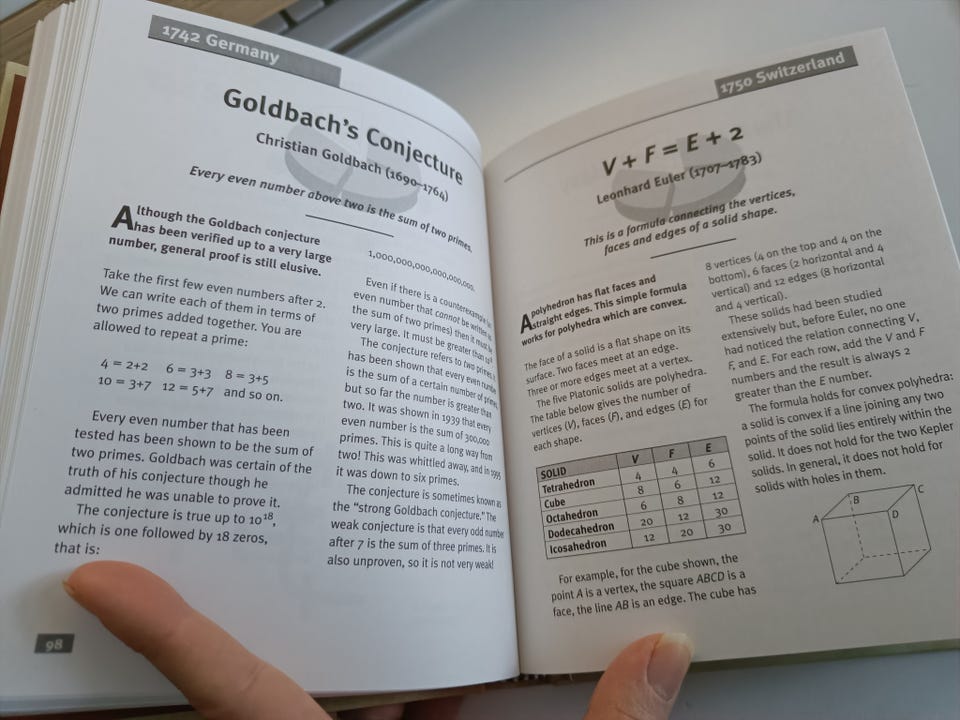 1742 Germany
Goldbach's Conjecture
Christian Goldbach (1690–1764)
Every even number above two is the sum of two primes.
Although the Goldbach conjecture
has been verified up to a very large
number, general proof is still elusive.
Take the first few even numbers after 2.
We can write each of them in terms of
two primes added together. You are
allowed to repeat a prime:
4 = 2+2 6 = 3+3 8 = 3+5
10 = 3+7 12 = 5+7 and so on.
Every even number that has been
tested has been shown to be the sum of
two primes. Goldbach was certain of the
truth of his conjecture though he
admitted he was unable to prove it.
The conjecture is true up to 10¹⁸,
which is one followed by 18 zeros,
that is:
1,000,000,000,000,000,000.
Even if there is a counterexample (an
even number that cannot be written as
the sum of two primes) then it must be
very large. It must be greater than 10¹⁸
The conjecture refers to two primes. It
has been shown that every even number
is the sum of a certain number of primes
but so far the number is greater than
two. It was shown in 1939 that every
even number is the sum of 300,000
primes. This is quite a long way from
two! This was whittled away, and in 1995
it was down to six primes.
The conjecture is sometimes known as
the "strong Goldbach conjecture." The
weak conjecture is that every odd number
after 7 is the sum of three primes. It is
also unproven, so it is not very weak!
98
1750 Switzerland
V + F = E + 2
Leonhard Euler (1707–1783)
This is a formula connecting the vertices,
faces and edges of a solid shape.
A polyhedron has flat faces and
straight edges. This simple formula
works for polyhedra which are convex.
The face of a solid is a flat shape on its
surface. Two faces meet at an edge.
Three or more edges meet at a vertex.
The five Platonic solids are polyhedra.
The table below gives the number of
vertices (V), faces (F), and edges (E) for
each shape.
SOLID V F E
Tetrahedron 4 4 6
Cube 8 6 12
Octahedron 6 8 12
Dodecahedron 20 12 30
Icosahedron 12 20 30
For example, for the cube shown, the
point A is a vertex, the square ABCD is a
face, the line AB is an edge. The cube has
8 vertices (4 on the top and 4 on the
bottom), 6 faces (2 horizontal and 4
vertical) and 12 edges (8 horizontal
and 4 vertical).
These solids had been studied
extensively but, before Euler, no one
had noticed the relation connecting V,
F, and E. For each row, add the V and F
numbers and the result is always 2
greater than the E number.
The formula holds for convex polyhedra:
a solid is convex if a line joining any two
points of the solid lies entirely within the
solid. It does not hold for the two Kepler
solids. In general, it does not hold for
solids with holes in them.
A
B
C
D